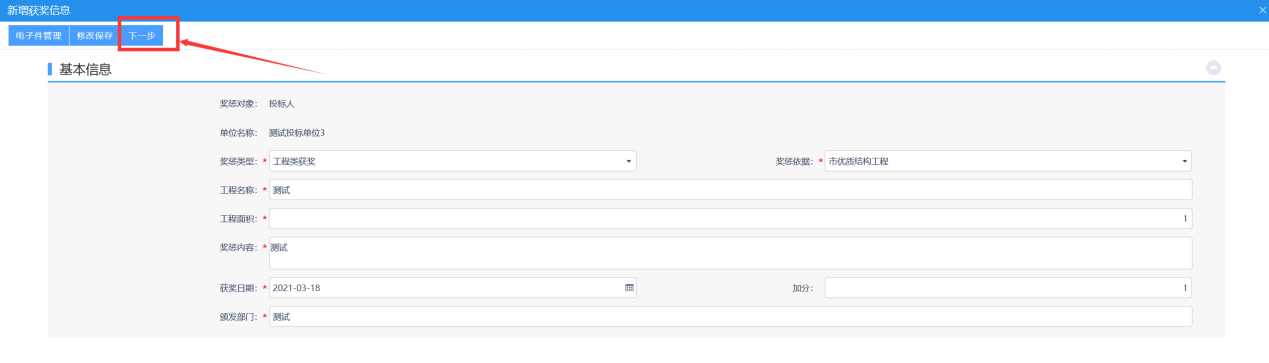 新增获奖信息
电子件管理 修改保存 下一步
基本信息
奖惩对象： 投标人
单位名称： 测试投标单位3
奖惩类型：* 工程类获奖 奖惩依据：* 市优质结构工程
工程名称：* 测试
工程面积：* 1
奖惩内容：* 测试
获奖日期：* 2021-03-18 加分： 1
颁发部门：* 测试